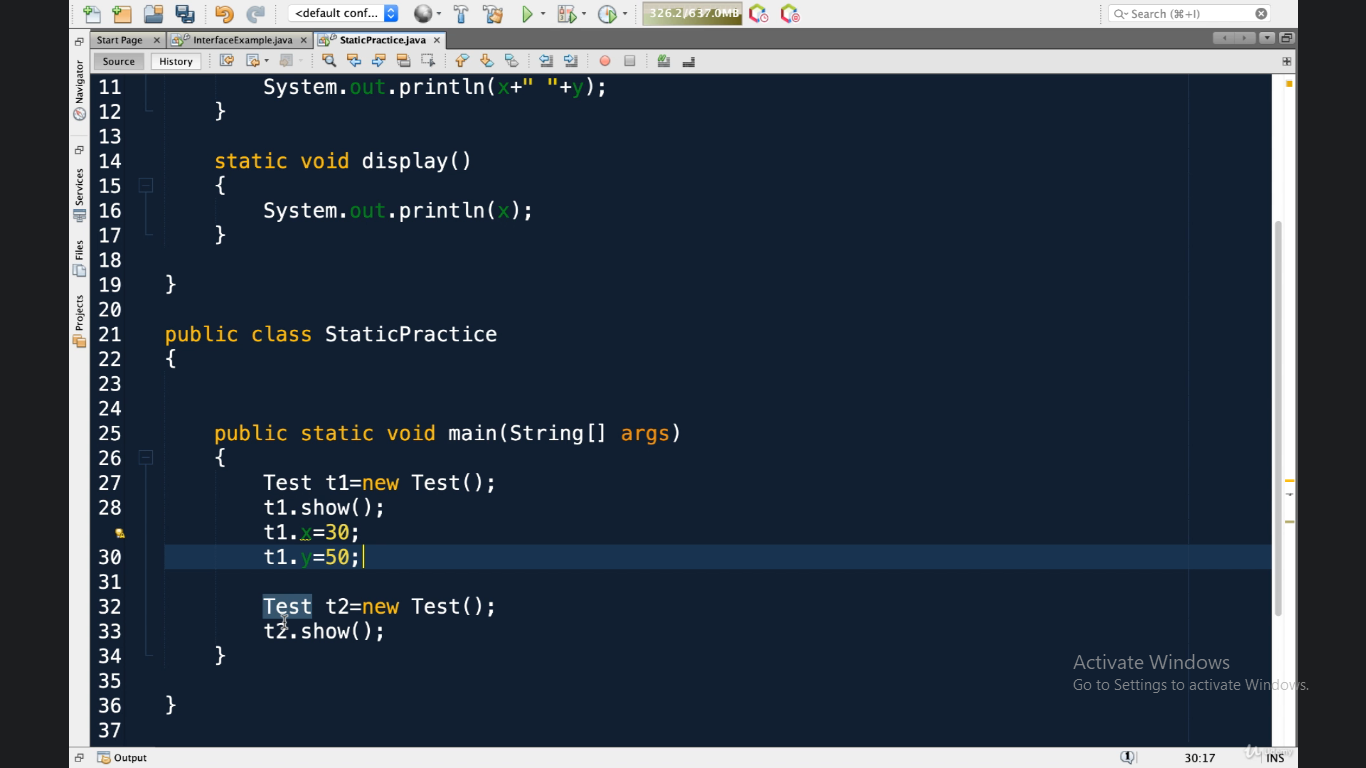 <default conf...
326.2/637.0MB
Search (⌘+I)
Start Page
InterfaceExample.java
StaticPractice.java
Source
History
Navigator
Services
Files
Projects
11 System.out.println(x+" "+y);
12 }
13
14 static void display()
15 {
16 System.out.println(x);
17 }
18
19 }
20
21 public class StaticPractice
22 {
23
24
25 public static void main(String[] args)
26 {
27 Test t1=new Test();
28 t1.show();
t1.x=30;
30 t1.y=50;
31
32 Test t2=new Test();
33 t2.show();
34 }
35
36 }
37
Activate Windows
Go to Settings to activate Windows.
Output
1
30:17
INS